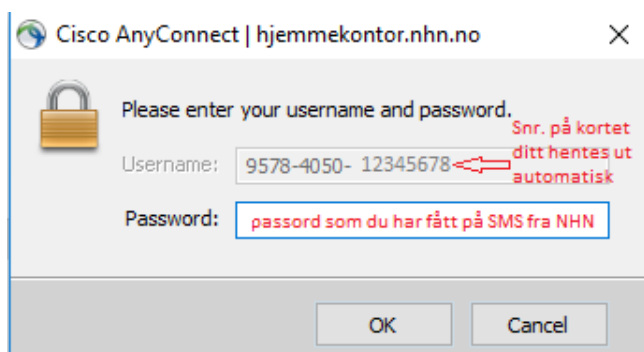 Cisco AnyConnect | hjemmekontor.nhn.no
Please enter your username and password.
Snr. på kortet
ditt hentes ut
automatisk
Username: 9578-4050- 12345678
Password: passord som du har fått på SMS fra NHN
OK Cancel